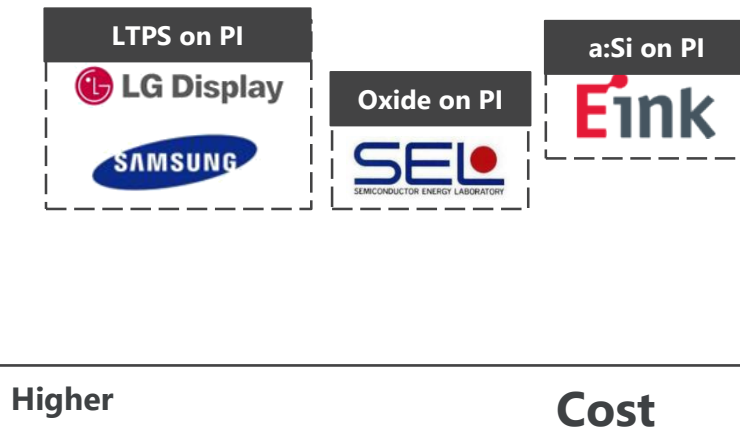 LTPS on PI
LG Display
SAMSUNG
Oxide on PI
SEL
SEMICONDUCTOR ENERGY LABORATORY
a:Si on PI
Eink
Higher
Cost